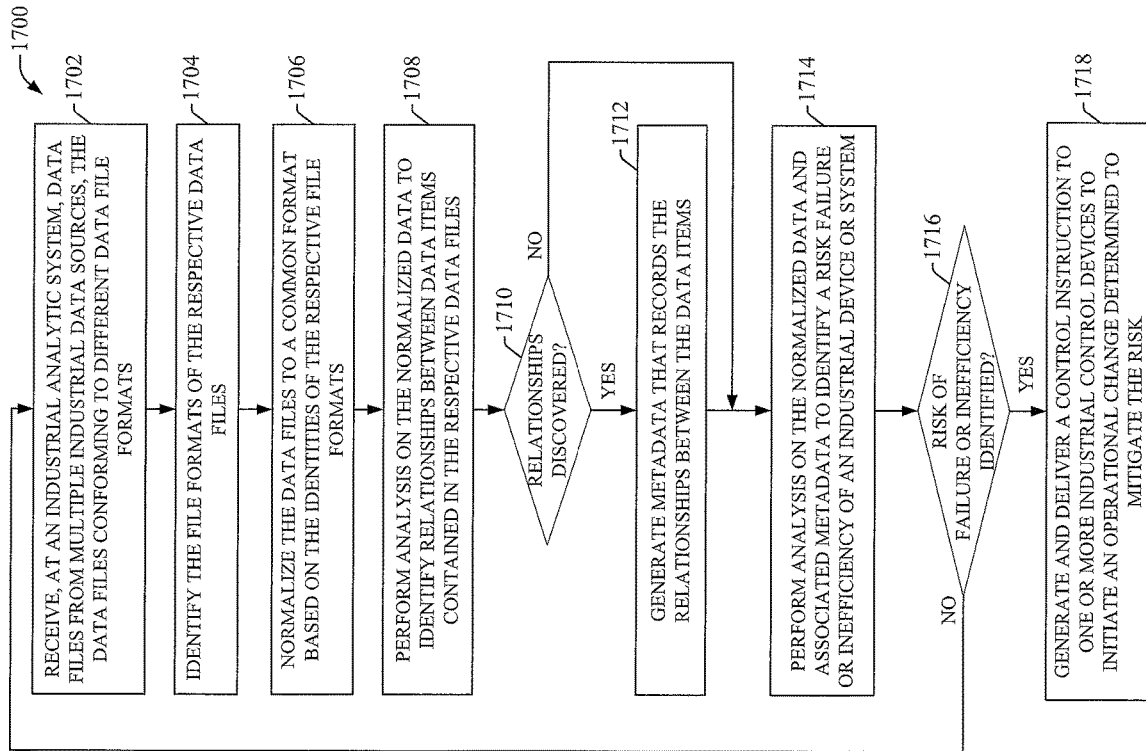 1700
1702
RECEIVE, AT AN INDUSTRIAL ANALYTIC SYSTEM, DATA
FILES FROM MULTIPLE INDUSTRIAL DATA SOURCES, THE
DATA FILES CONFORMING TO DIFFERENT DATA FILE
FORMATS
1704
IDENTIFY THE FILE FORMATS OF THE RESPECTIVE DATA
FILES
1706
NORMALIZE THE DATA FILES TO A COMMON FORMAT
BASED ON THE IDENTITIES OF THE RESPECTIVE FILE
FORMATS
1708
PERFORM ANALYSIS ON THE NORMALIZED DATA TO
IDENTIFY RELATIONSHIPS BETWEEN DATA ITEMS
CONTAINED IN THE RESPECTIVE DATA FILES
1710
RELATIONSHIPS
DISCOVERED?
NO
YES
1712
GENERATE METADATA THAT RECORDS THE
RELATIONSHIPS BETWEEN THE DATA ITEMS
1714
PERFORM ANALYSIS ON THE NORMALIZED DATA AND
ASSOCIATED METADATA TO IDENTIFY A RISK FAILURE
OR INEFFICIENCY OF AN INDUSTRIAL DEVICE OR SYSTEM
1716
RISK OF
FAILURE OR INEFFICIENCY
IDENTIFIED?
NO
YES
1718
GENERATE AND DELIVER A CONTROL INSTRUCTION TO
ONE OR MORE INDUSTRIAL CONTROL DEVICES TO
INITIATE AN OPERATIONAL CHANGE DETERMINED TO
MITIGATE THE RISK